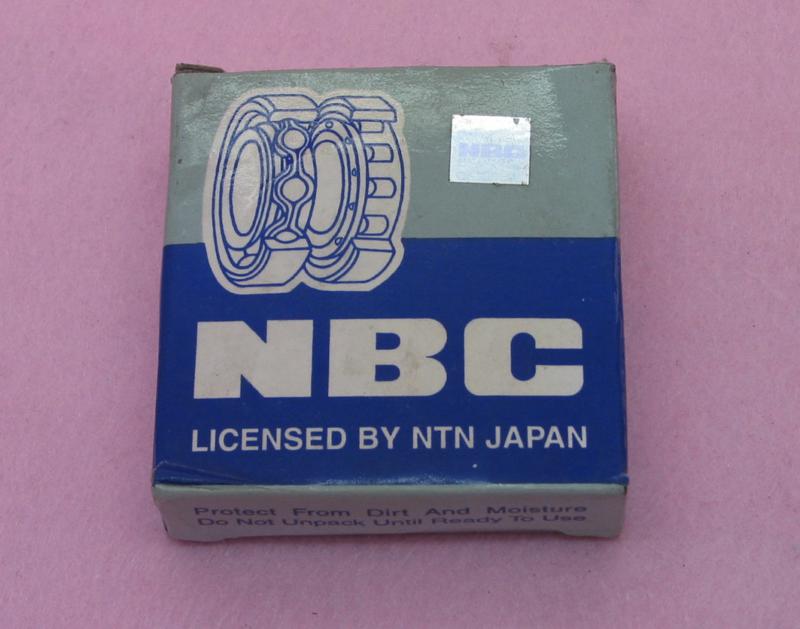 NBC
NBC
LICENSED BY NTN JAPAN
Protect From Dirt And Moisture
Do Not Unpack Until Ready To Use